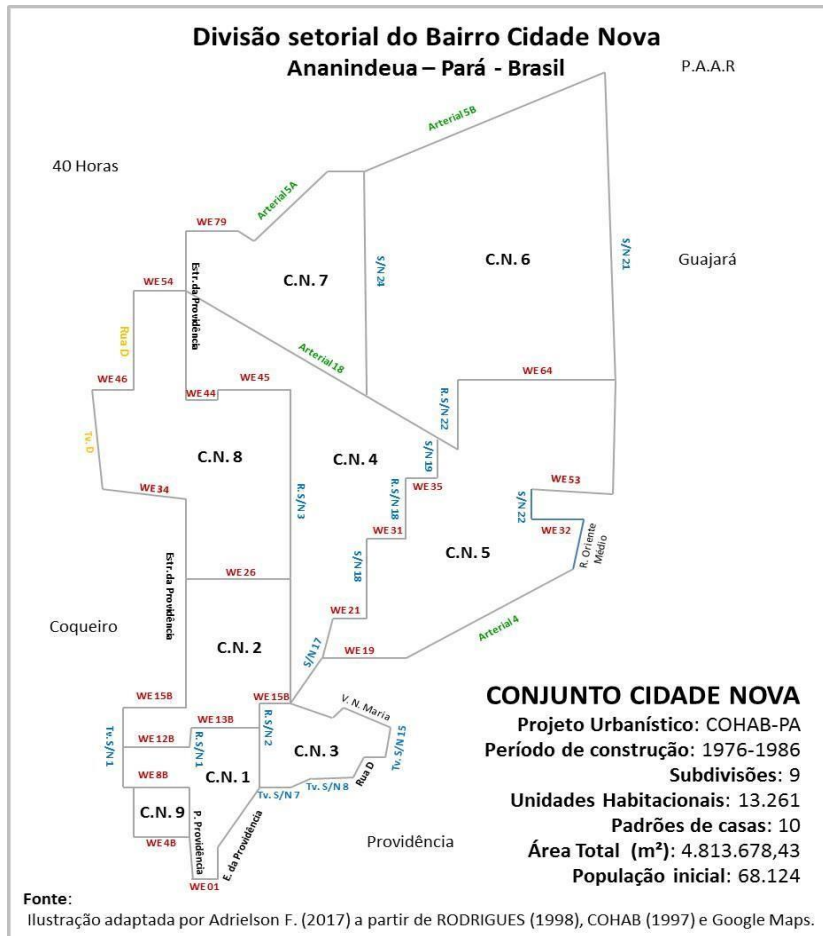 Divisão setorial do Bairro Cidade Nova
Ananindeua – Pará - Brasil
P.A.A.R
Arterial 5B
40 Horas
Arterial 5A
WE 79
S/N 21
Guajará
C.N. 6
C.N. 7
S/N 24
Estr. da Providência
WE 54
Rua D
Arterial 18
WE 64
WE 46
WE 44
WE 45
R. S/N 22
Tv. D
C.N. 8
C.N. 4
S/N 19
WE 35
WE 53
WE 34
R. S/N 3
R. S/N 18
S/N 22
WE 32
R. Oriente
Médio
WE 31
C.N. 5
Estr. da Providência
WE 26
S/N 18
WE 21
Coqueiro
C.N. 2
S/N 17
WE 19
Arterial 4
WE 15B
WE 15B
V. N. Maria
Tv. S/N 1
WE 12B
R. S/N 1
WE 13B
R. S/N 2
C.N. 3
Tv. S/N 15
WE 8B
C.N. 1
Rua D
Tv. S/N 7
Tv. S/N 8
C.N. 9
P. Providência
E. da Providência
WE 4B
WE 01
Providência
CONJUNTO CIDADE NOVA
Projeto Urbanístico: COHAB-PA
Período de construção: 1976-1986
Subdivisões: 9
Unidades Habitacionais: 13.261
Padrões de casas: 10
Área Total (m²): 4.813.678,43
População inicial: 68.124
Fonte:
Ilustração adaptada por Adrielson F. (2017) a partir de RODRIGUES (1998), COHAB (1997) e Google Maps.